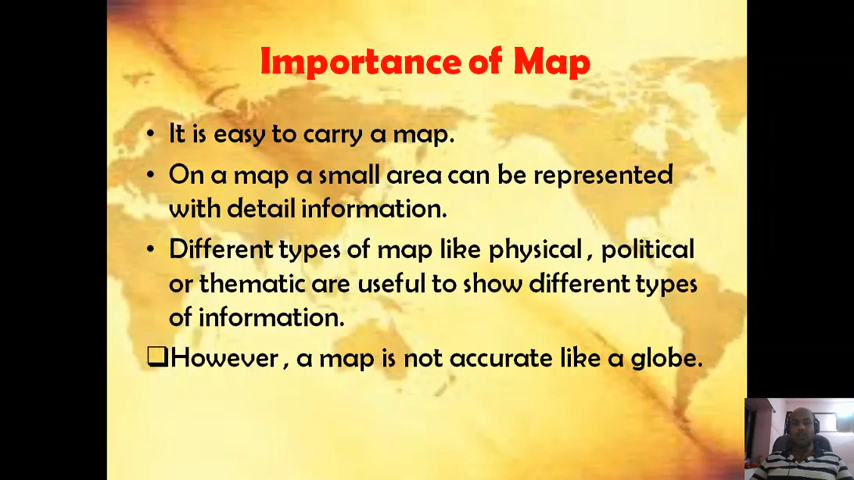 Importance of Map
• It is easy to carry a map.
• On a map a small area can be represented
with detail information.
• Different types of map like physical , political
or thematic are useful to show different types
of information.
❑However , a map is not accurate like a globe.